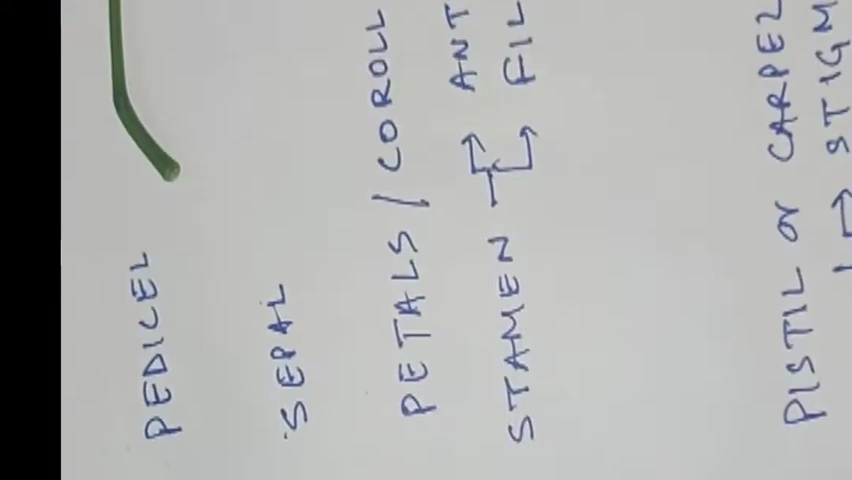 PEDICEL
SEPAL
PETALS / COROLL
STAMEN ANT
FIL
PISTIL or CARPEL
STIGM